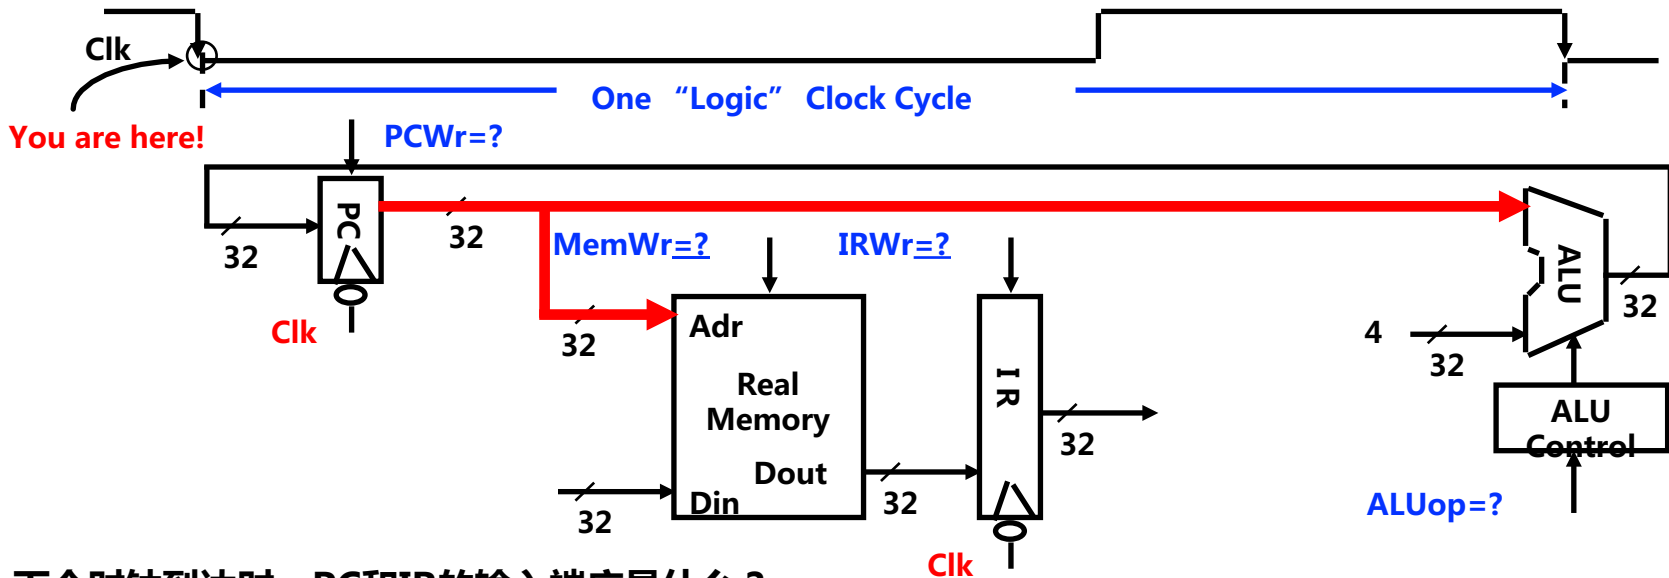 Clk
One “Logic” Clock Cycle
You are here!
PCWr=?
PC
32
32
32
MemWr=?
IRWr=?
ALU
32
Clk
32
Adr
4
32
Real
Memory
IR
ALU
Control
32
Dout
Din
32
32
ALUop=?
Clk